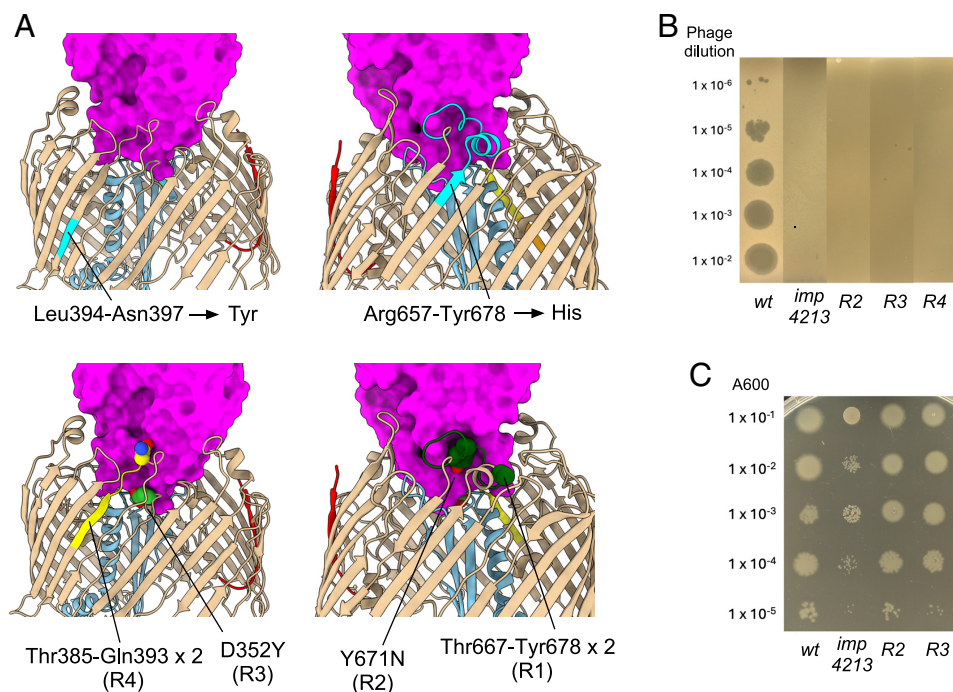 A
Leu394-Asn397 → Tyr
Arg657-Tyr678 → His
Thr385-Gln393 x 2
(R4)
D352Y
(R3)
Y671N
(R2)
Thr667-Tyr678 x 2
(R1)
B
Phage
dilution
1 x 10-6
1 x 10-5
1 x 10-4
1 x 10-3
1 x 10-2
wt
imp
4213
R2
R3
R4
C
A600
1 x 10-1
1 x 10-2
1 x 10-3
1 x 10-4
1 x 10-5
wt
imp
4213
R2
R3